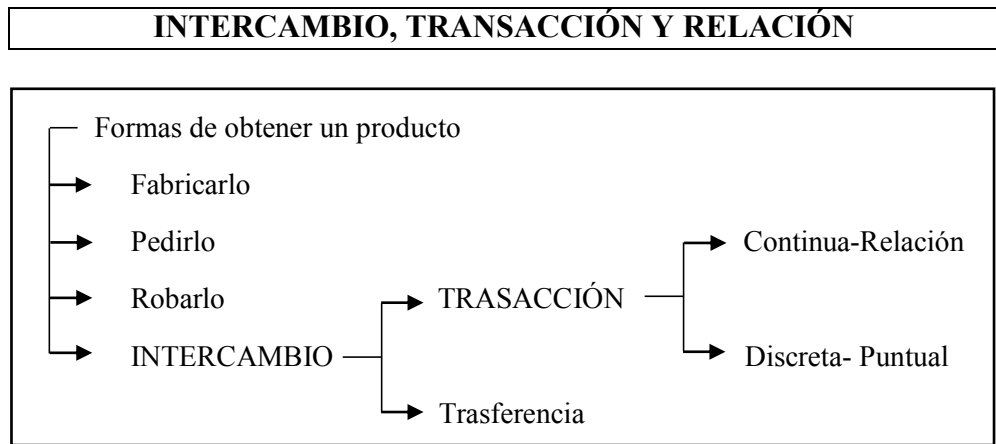 INTERCAMBIO, TRANSACCIÓN Y RELACIÓN
Formas de obtener un producto
Fabricarlo
Pedirlo
Continua-Relación
Robarlo
TRASACCIÓN
INTERCAMBIO
Discreta- Puntual
Trasferencia